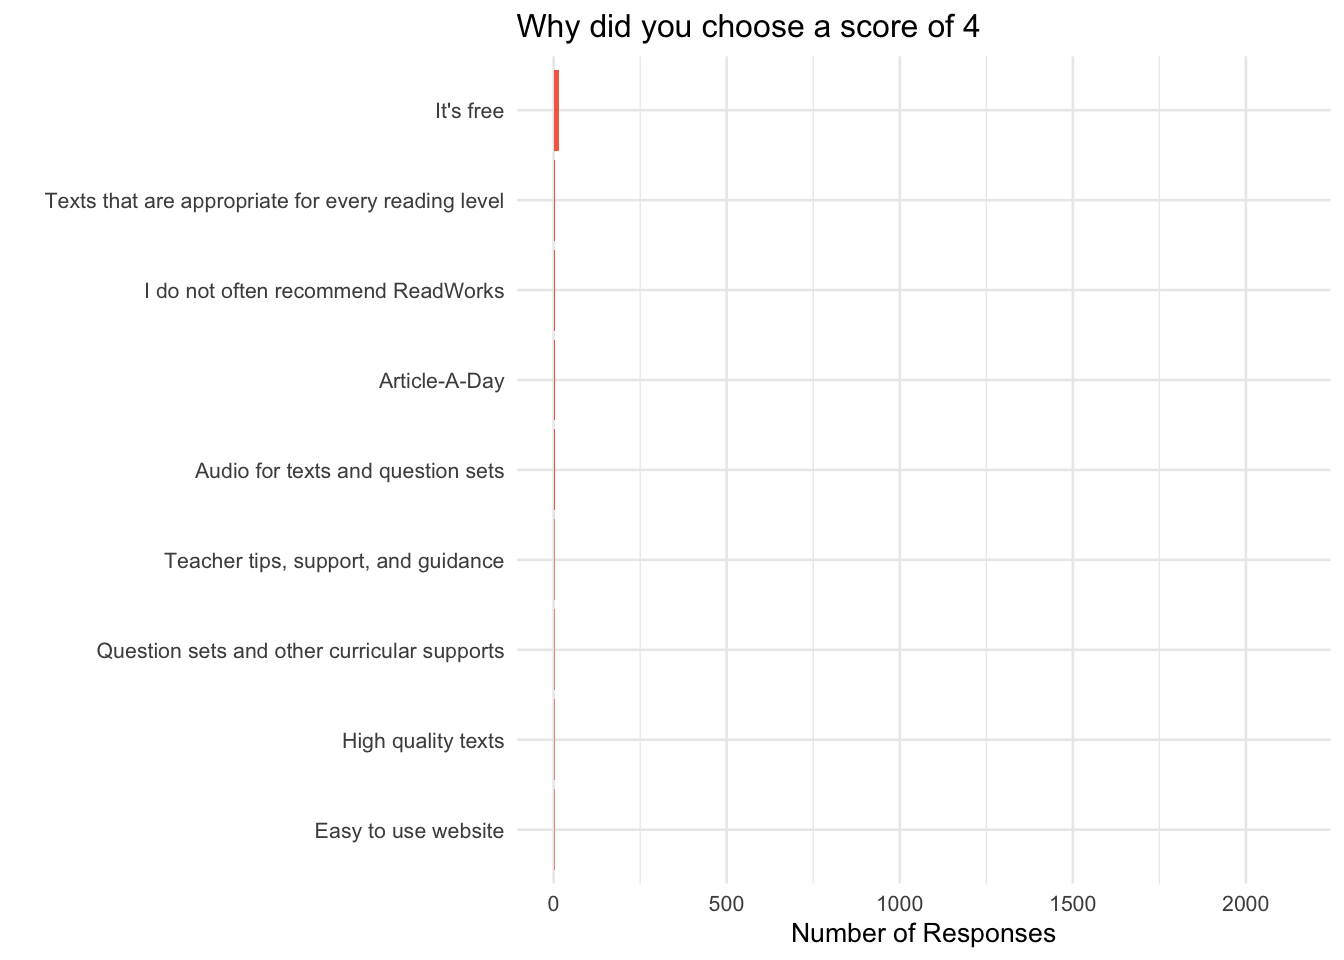 Why did you choose a score of 4
It's free
Texts that are appropriate for every reading level
I do not often recommend ReadWorks
Article-A-Day
Audio for texts and question sets
Teacher tips, support, and guidance
Question sets and other curricular supports
High quality texts
Easy to use website
0 500 1000 1500 2000
Number of Responses